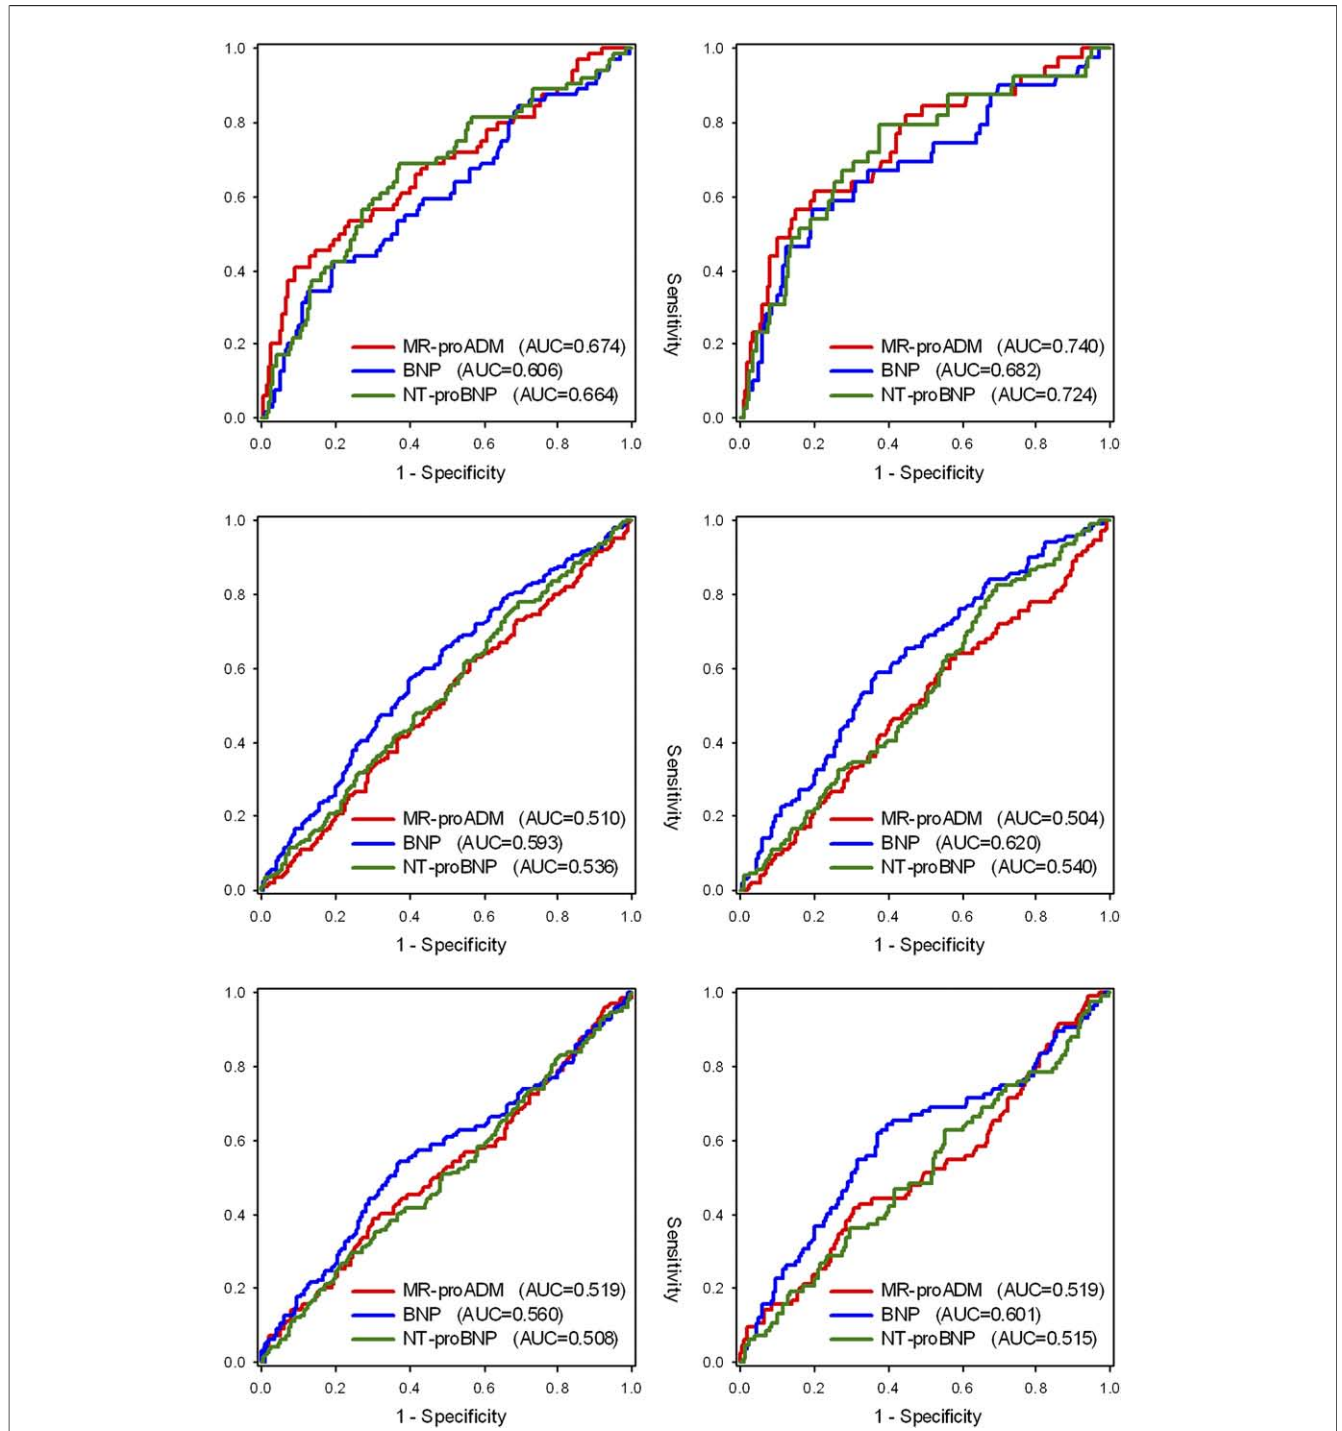 1.0
0.8
0.6
0.4
0.2
0.0
0.0 0.2 0.4 0.6 0.8 1.0
1 - Specificity
MR-proADM (AUC=0.674)
BNP (AUC=0.606)
NT-proBNP (AUC=0.664)
Sensitivity
1.0
0.8
0.6
0.4
0.2
0.0
0.0 0.2 0.4 0.6 0.8 1.0
1 - Specificity
MR-proADM (AUC=0.740)
BNP (AUC=0.682)
NT-proBNP (AUC=0.724)
1.0
0.8
0.6
0.4
0.2
0.0
0.0 0.2 0.4 0.6 0.8 1.0
1 - Specificity
MR-proADM (AUC=0.510)
BNP (AUC=0.593)
NT-proBNP (AUC=0.536)
Sensitivity
1.0
0.8
0.6
0.4
0.2
0.0
0.0 0.2 0.4 0.6 0.8 1.0
1 - Specificity
MR-proADM (AUC=0.504)
BNP (AUC=0.620)
NT-proBNP (AUC=0.540)
1.0
0.8
0.6
0.4
0.2
0.0
0.0 0.2 0.4 0.6 0.8 1.0
1 - Specificity
MR-proADM (AUC=0.519)
BNP (AUC=0.560)
NT-proBNP (AUC=0.508)
Sensitivity
1.0
0.8
0.6
0.4
0.2
0.0
0.0 0.2 0.4 0.6 0.8 1.0
1 - Specificity
MR-proADM (AUC=0.519)
BNP (AUC=0.601)
NT-proBNP (AUC=0.515)